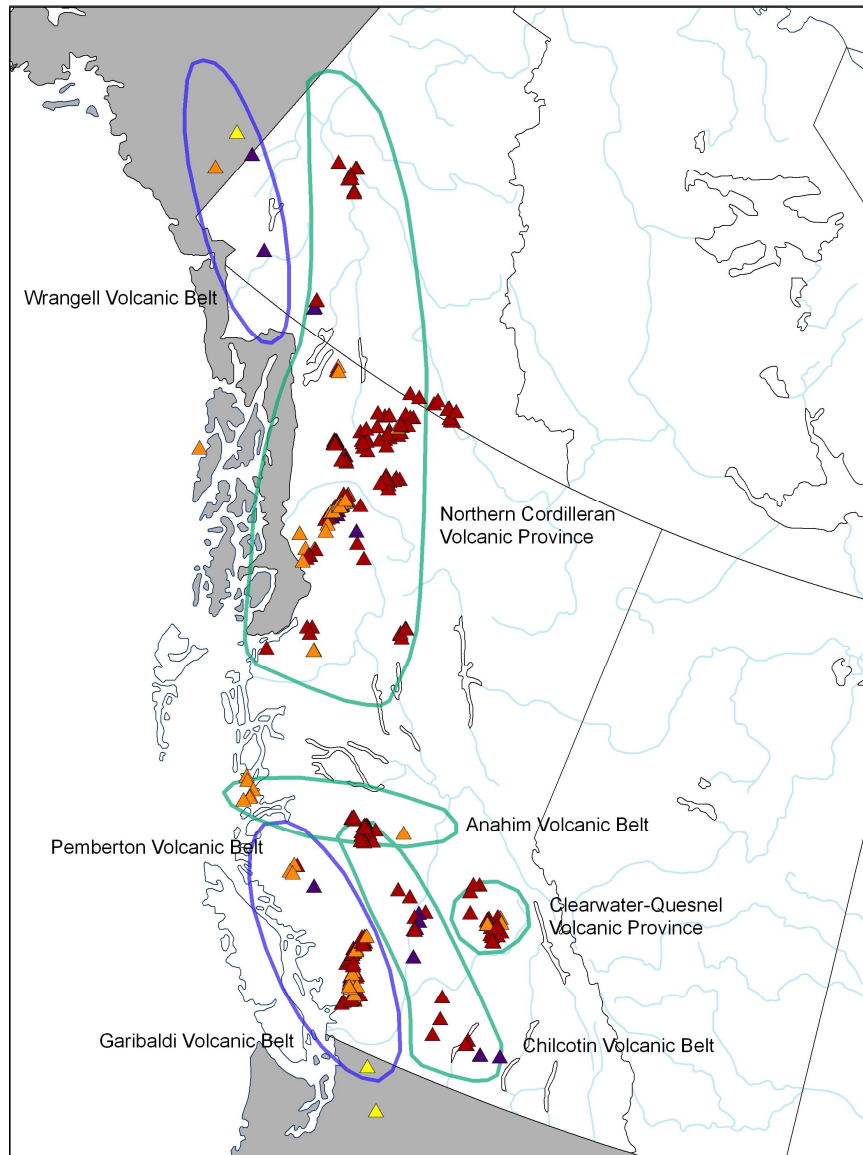 Wrangell Volcanic Belt
Northern Cordilleran
Volcanic Province
Anahim Volcanic Belt
Pemberton Volcanic Belt
Clearwater-Quesnel
Volcanic Province
Garibaldi Volcanic Belt
Chilcotin Volcanic Belt